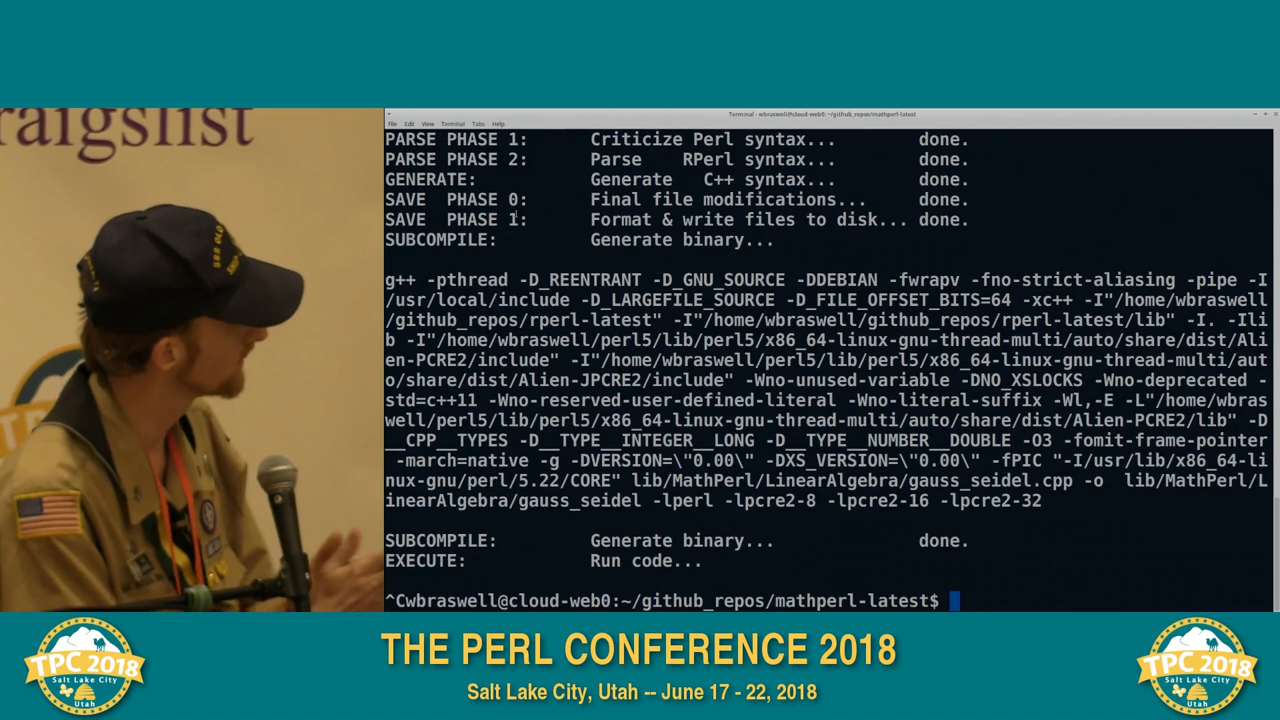 raigslist
Terminal - wbraswell@cloud-web0: ~/github_repos/mathperl-latest
File Edit View Terminal Tabs Help
PARSE PHASE 1: Criticize Perl syntax... done.
PARSE PHASE 2: Parse RPerl syntax... done.
GENERATE: Generate C++ syntax... done.
SAVE PHASE 0: Final file modifications... done.
SAVE PHASE 1: Format & write files to disk... done.
SUBCOMPILE: Generate binary...
g++ -pthread -D_REENTRANT -D_GNU_SOURCE -DDEBIAN -fwrapv -fno-strict-aliasing -pipe -I
/usr/local/include -D_LARGEFILE_SOURCE -D_FILE_OFFSET_BITS=64 -xc++ -I"/home/wbraswell
/github_repos/rperl-latest" -I"/home/wbraswell/github_repos/rperl-latest/lib" -I. -Ili
b -I"/home/wbraswell/perl5/lib/perl5/x86_64-linux-gnu-thread-multi/auto/share/dist/Ali
en-PCRE2/include" -I"/home/wbraswell/perl5/lib/perl5/x86_64-linux-gnu-thread-multi/aut
o/share/dist/Alien-JPCRE2/include" -Wno-unused-variable -DNO_XSLOCKS -Wno-deprecated -
std=c++11 -Wno-reserved-user-defined-literal -Wno-literal-suffix -Wl,-E -L"/home/wbras
well/perl5/lib/perl5/x86_64-linux-gnu-thread-multi/auto/share/dist/Alien-PCRE2/lib" -D
__CPP__TYPES -D__TYPE__INTEGER__LONG -D__TYPE__NUMBER__DOUBLE -O3 -fomit-frame-pointer
-march=native -g -DVERSION=\"0.00\" -DXS_VERSION=\"0.00\" -fPIC "-I/usr/lib/x86_64-li
nux-gnu/perl/5.22/CORE" lib/MathPerl/LinearAlgebra/gauss_seidel.cpp -o lib/MathPerl/L
inearAlgebra/gauss_seidel -lperl -lpcre2-8 -lpcre2-16 -lpcre2-32
SUBCOMPILE: Generate binary... done.
EXECUTE: Run code...
^Cwbraswell@cloud-web0:~/github_repos/mathperl-latest$
TPC 2018
Salt Lake City
Utah
THE PERL CONFERENCE 2018
Salt Lake City, Utah -- June 17 - 22, 2018
TPC 2018
Salt Lake City
Utah